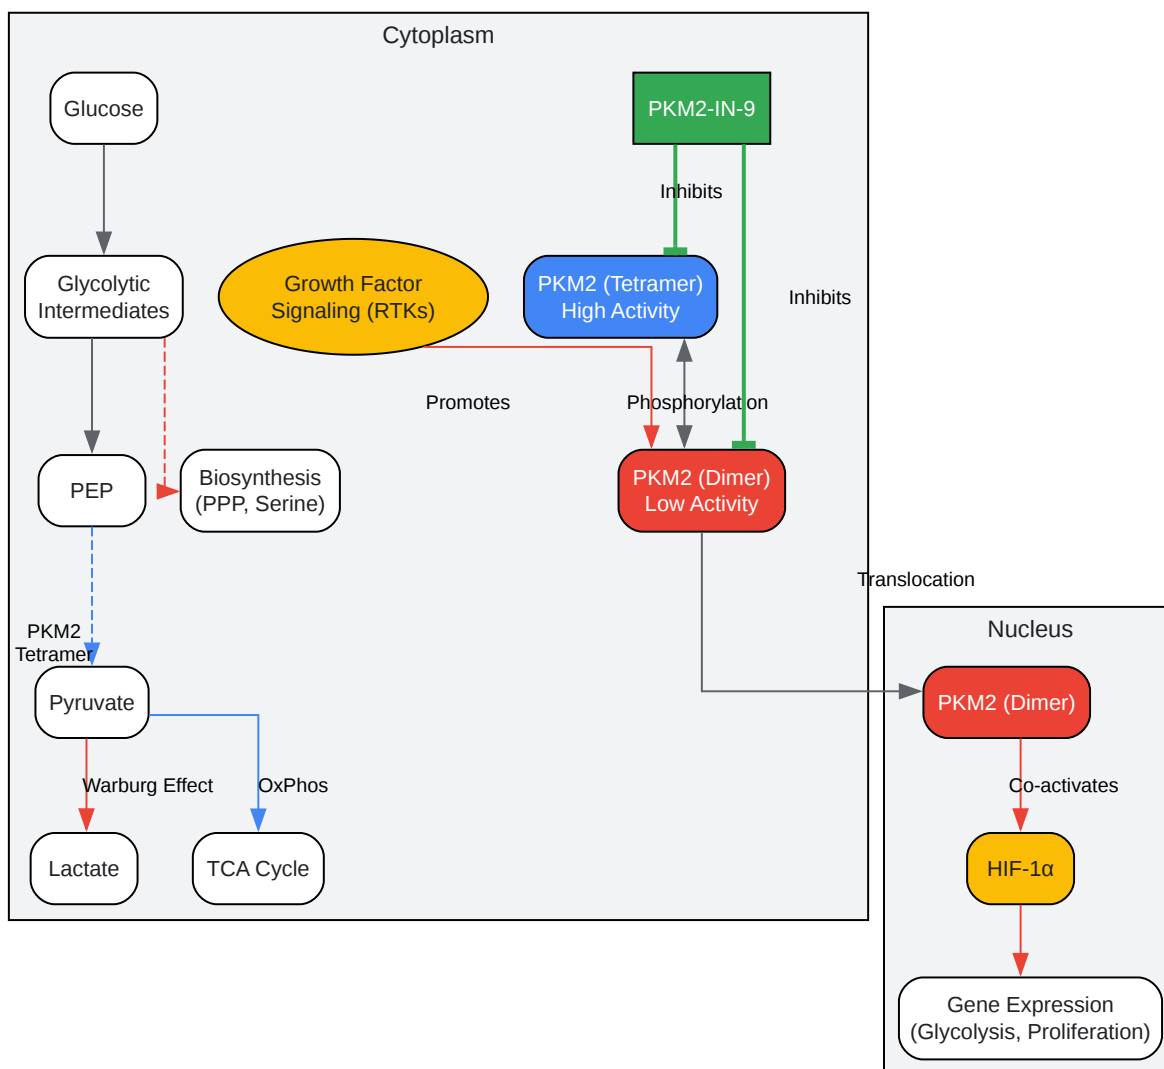 Cytoplasm
Glucose
PKM2-IN-9
Inhibits
Glycolytic
Intermediates
Growth Factor
Signaling (RTKs)
PKM2 (Tetramer)
High Activity
Inhibits
Promotes
Phosphorylation
PEP
Biosynthesis
(PPP, Serine)
PKM2 (Dimer)
Low Activity
Translocation
PKM2
Tetramer
Nucleus
Pyruvate
PKM2 (Dimer)
Warburg Effect
OxPhos
Co-activates
Lactate
TCA Cycle
HIF-1α
Gene Expression
(Glycolysis, Proliferation)